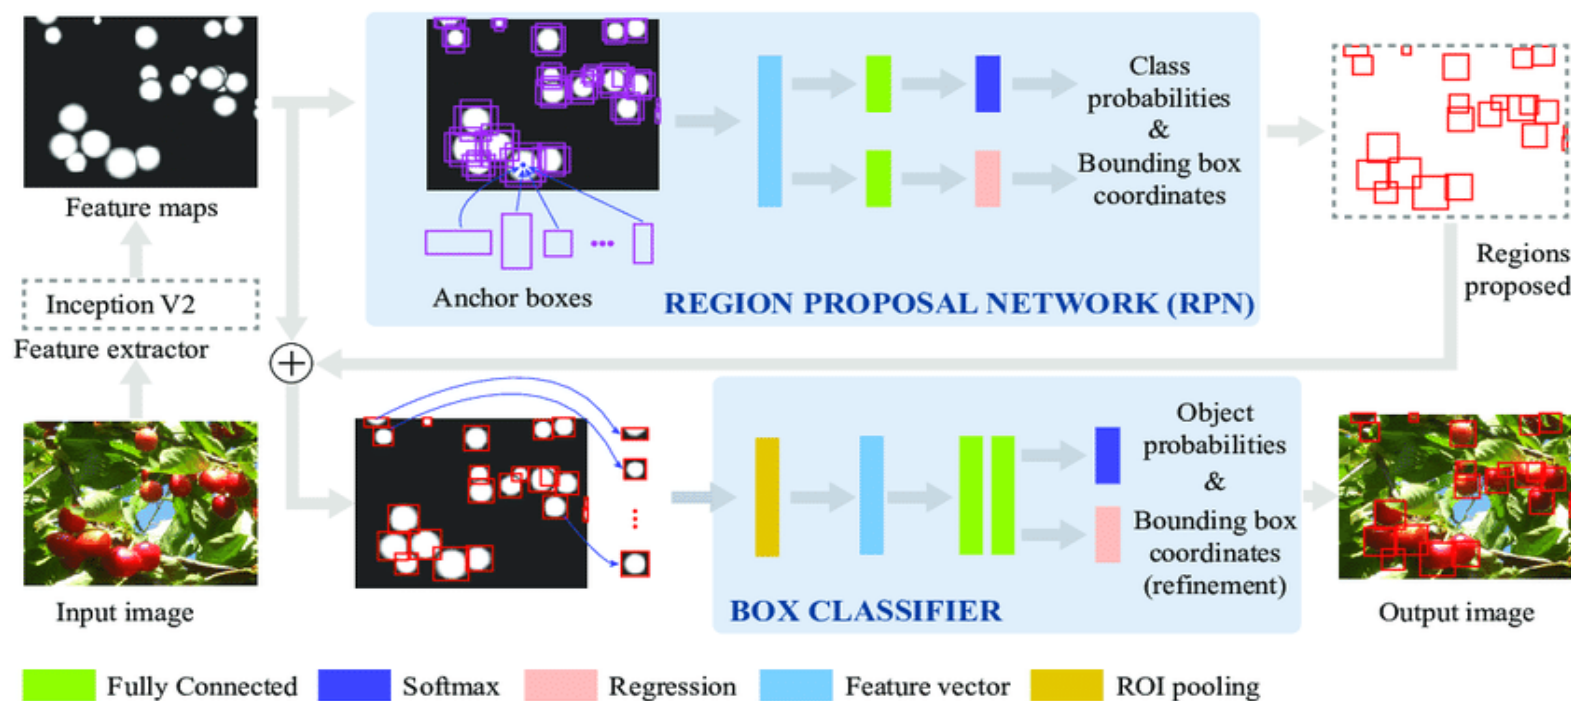 Feature maps
Inception V2
Feature extractor
Input image
Anchor boxes
Class
probabilities
&
Bounding box
coordinates
REGION PROPOSAL NETWORK (RPN)
Regions
proposed
Object
probabilities
&
Bounding box
coordinates
(refinement)
BOX CLASSIFIER
Output image
Fully Connected
Softmax
Regression
Feature vector
ROI pooling